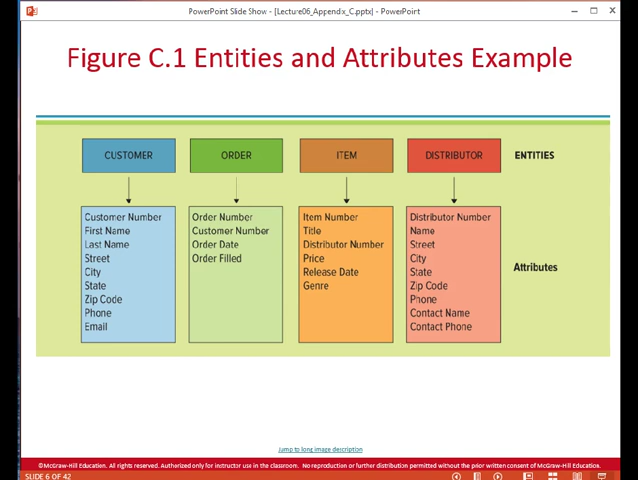 PowerPoint Slide Show - [Lecture06_Appendix_C.pptx] - PowerPoint
Figure C.1 Entities and Attributes Example
CUSTOMER
ORDER
ITEM
DISTRIBUTOR
ENTITIES
Customer Number
First Name
Last Name
Street
City
State
Zip Code
Phone
Email
Order Number
Customer Number
Order Date
Order Filled
Item Number
Title
Distributor Number
Price
Release Date
Genre
Distributor Number
Name
Street
City
State
Zip Code
Phone
Contact Name
Contact Phone
Attributes
Jump to long image description
©McGraw-Hill Education. All rights reserved. Authorized only for instructor use in the classroom. No reproduction or further distribution permitted without the prior written consent of McGraw-Hill Education.
SLIDE 6 OF 42